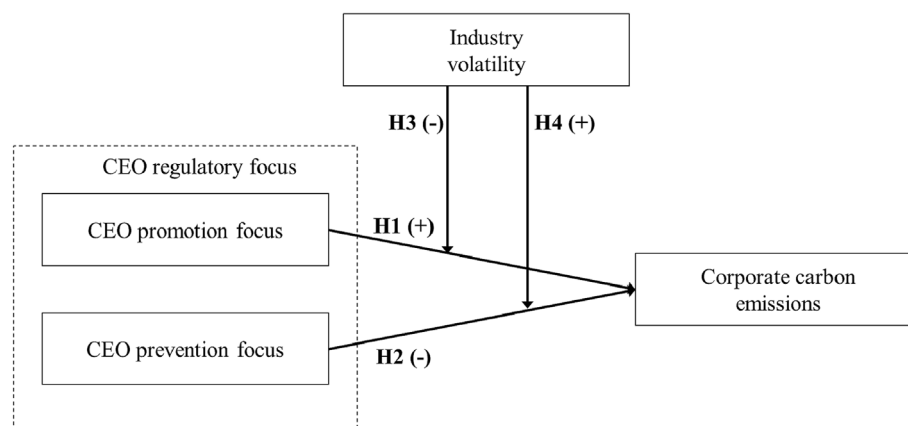 Industry
volatility
H3 (-)
H4 (+)
CEO regulatory focus
CEO promotion focus
H1 (+)
Corporate carbon
emissions
CEO prevention focus
H2 (-)